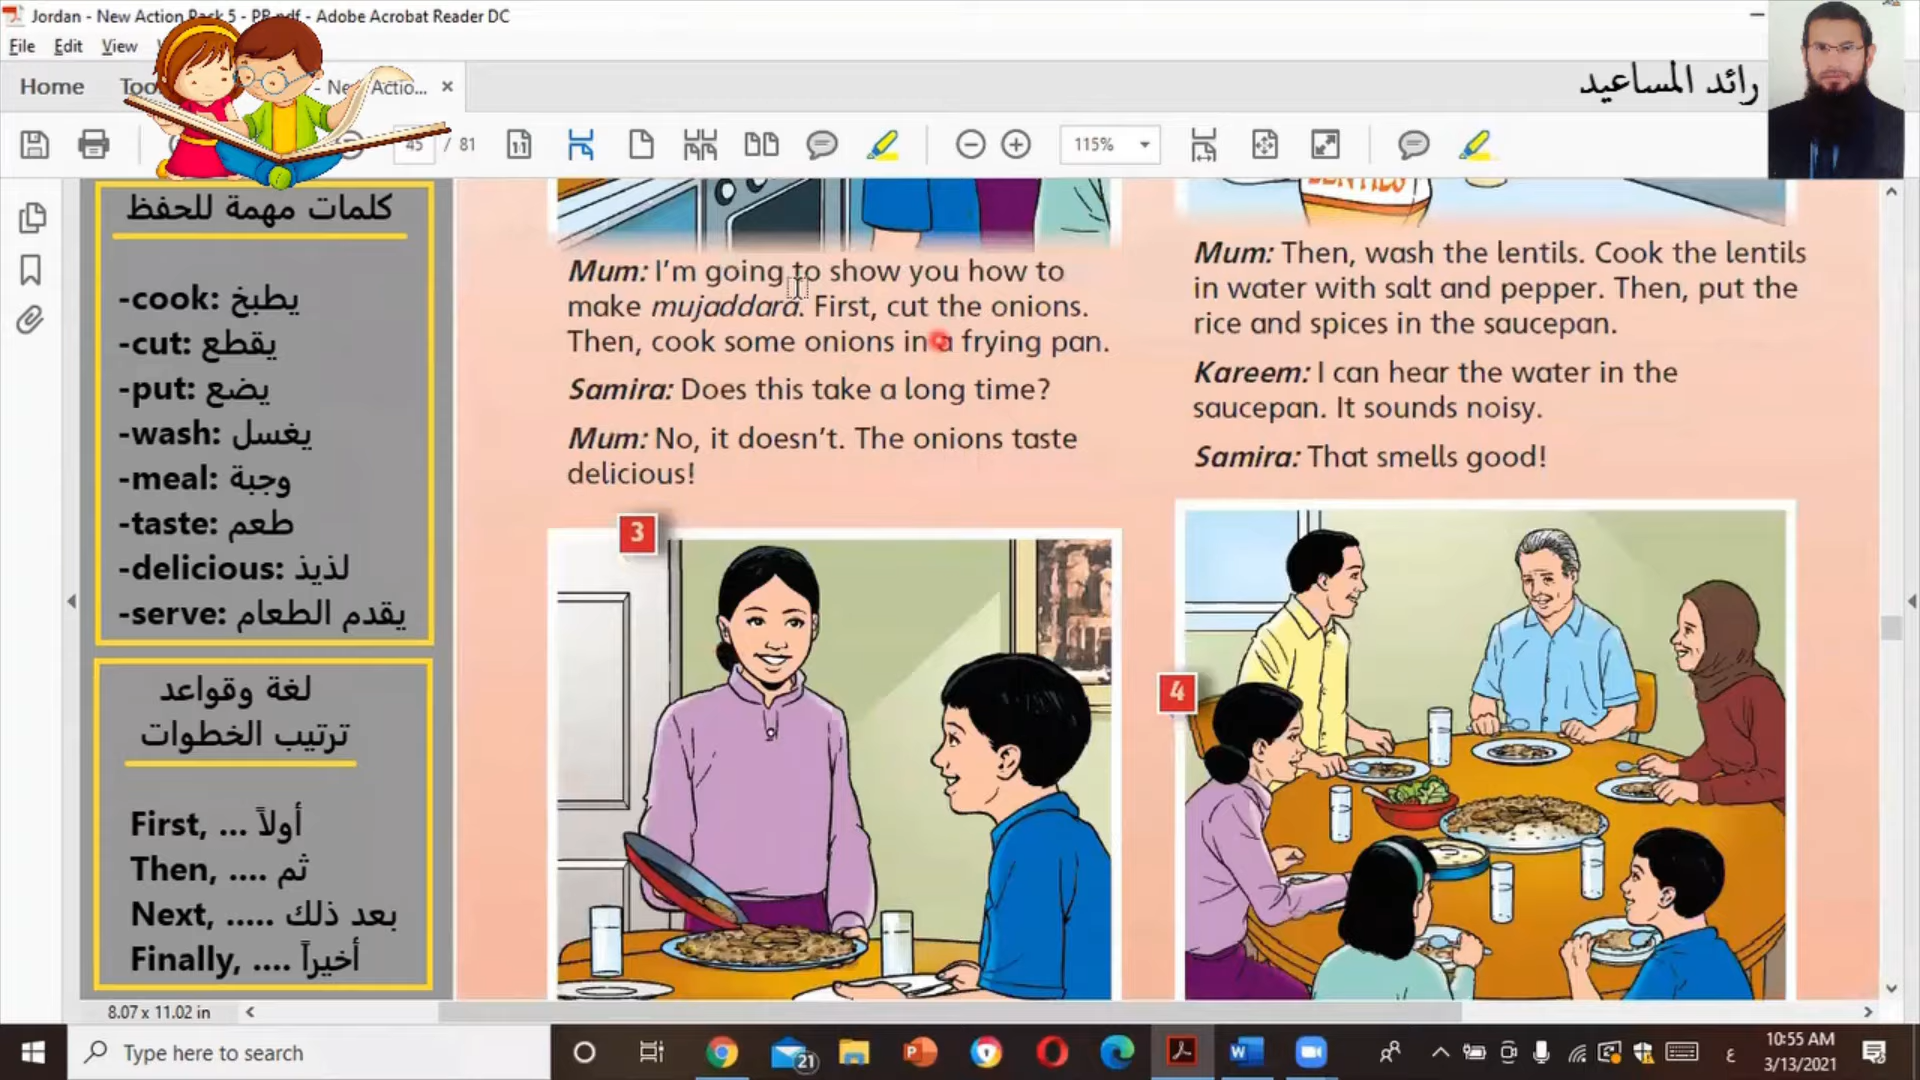 Jordan - New Action Pack 5 - PB.pdf - Adobe Acrobat Reader DC
File Edit View
Home
رائد المساعيد
45 / 81
115%
كلمات مهمة للحفظ
-cook: يطبخ
-cut: يقطع
-put: يضع
-wash: يغسل
-meal: وجبة
-taste: طعم
-delicious: لذيذ
-serve: يقدم الطعام
لغة وقواعد
ترتيب الخطوات
First, ... أولاً
Then, .... ثم
Next, ..... بعد ذلك
Finally, .... أخيراً
Mum: I'm going to show you how to
make mujaddara. First, cut the onions.
Then, cook some onions in a frying pan.
Samira: Does this take a long time?
Mum: No, it doesn't. The onions taste
delicious!
LENTILS
Mum: Then, wash the lentils. Cook the lentils
in water with salt and pepper. Then, put the
rice and spices in the saucepan.
Kareem: I can hear the water in the
saucepan. It sounds noisy.
Samira: That smells good!
3
4
8.07 x 11.02 in
Type here to search
21
ع
10:55 AM
3/13/2021